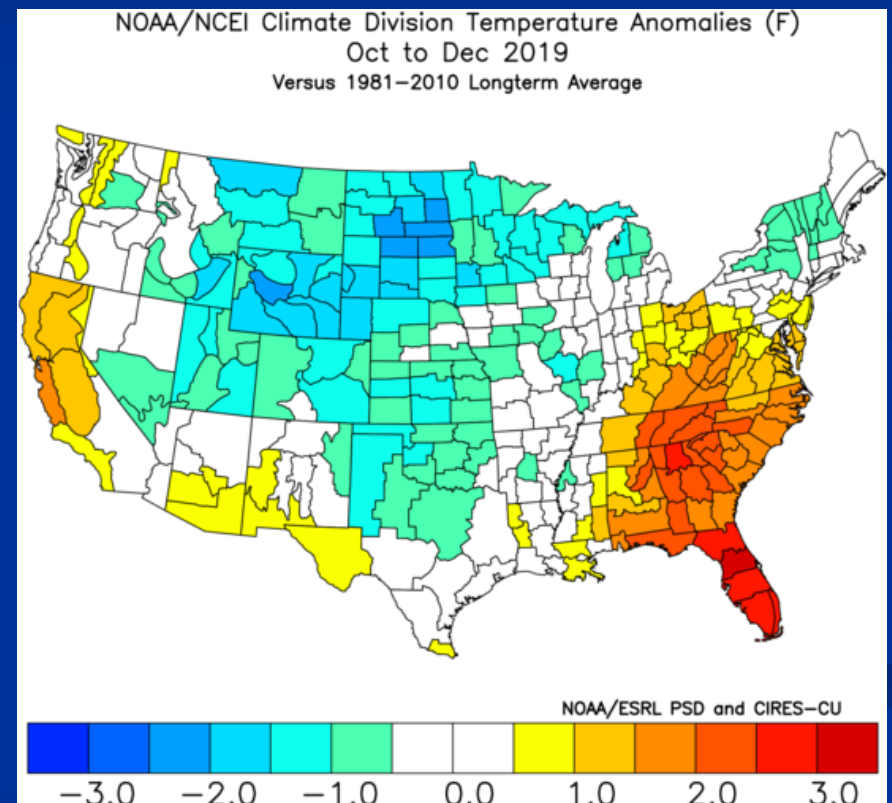 NOAA/NCEI Climate Division Temperature Anomalies (F)
Oct to Dec 2019
Versus 1981−2010 Longterm Average
NOAA/ESRL PSD and CIRES−CU
−3.0 −2.0 −1.0 0.0 1.0 2.0 3.0